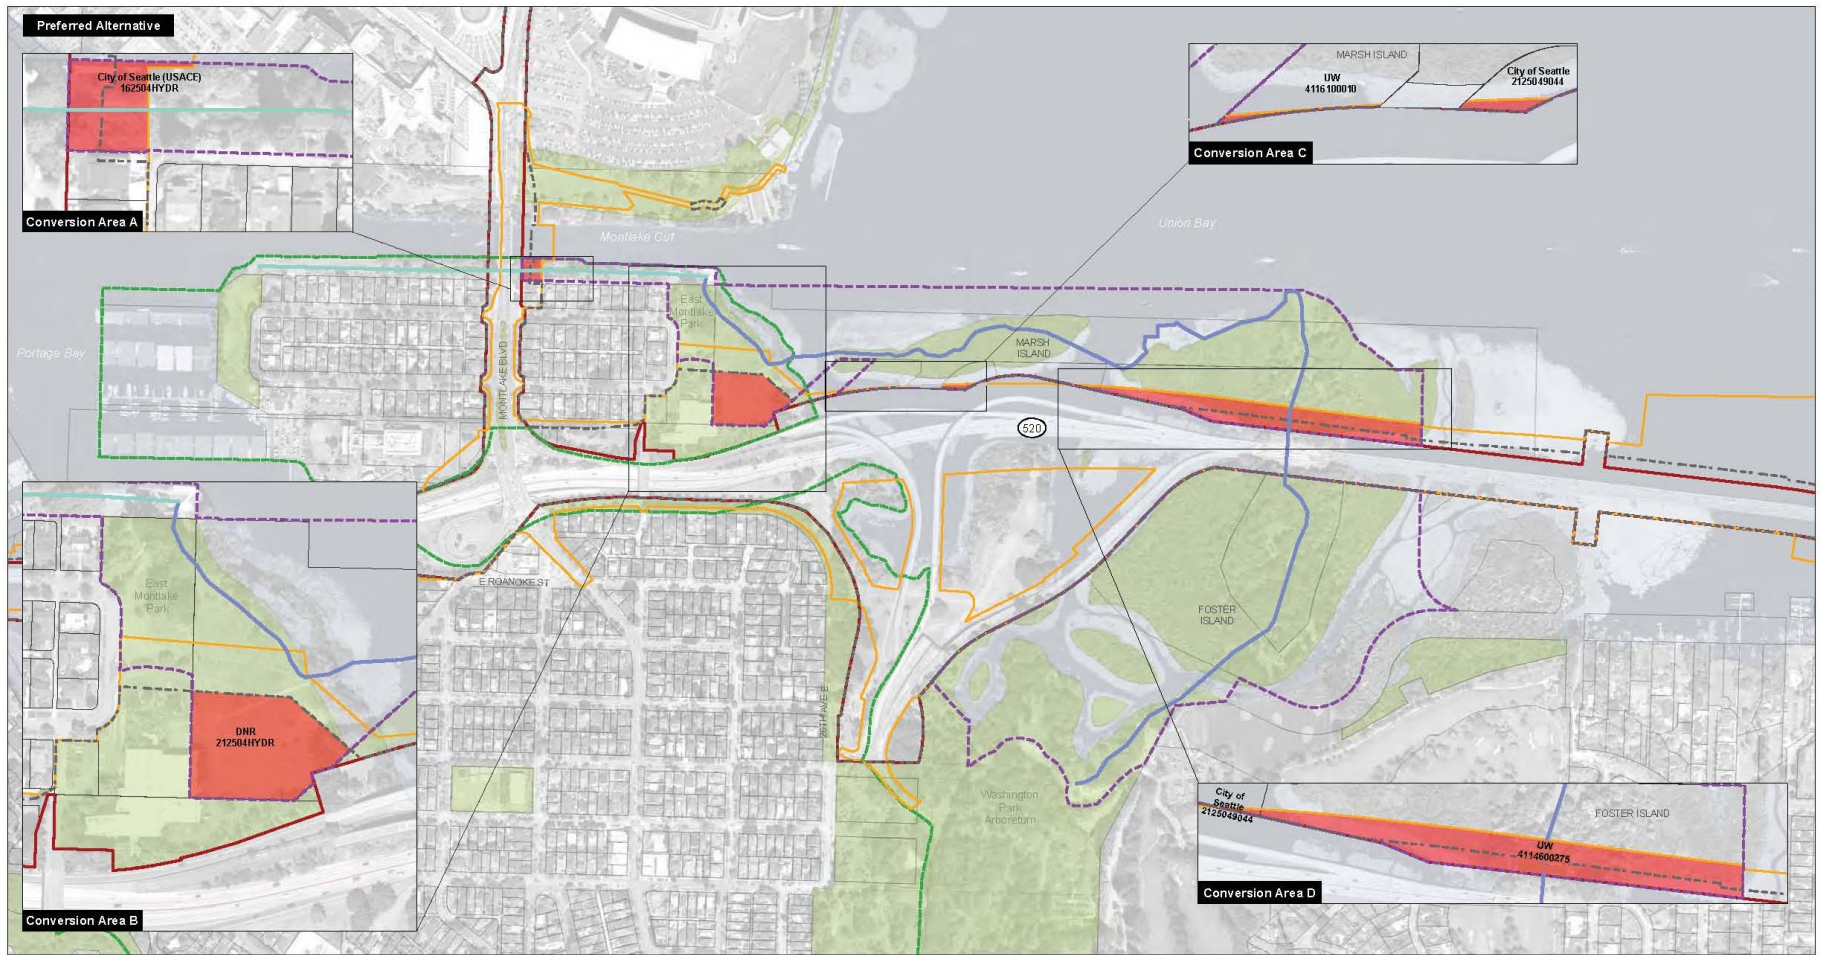 Preferred Alternative
City of Seattle (USACE)
162504HYDR
Conversion Area A
MARSH ISLAND
UW
4116100010
City of Seattle
2125049044
Conversion Area C
Montlake Cut
Union Bay
Portage Bay
East
Montlake
Park
MARSH
ISLAND
MONTLAKE BLVD
520
E ROANOKE ST
FOSTER
ISLAND
26TH AVE E
Washington
Park
Arboretum
East
Montlake
Park
DNR
212504HYDR
Conversion Area B
City of
Seattle
2125049044
FOSTER ISLAND
UW
4114600275
Conversion Area D